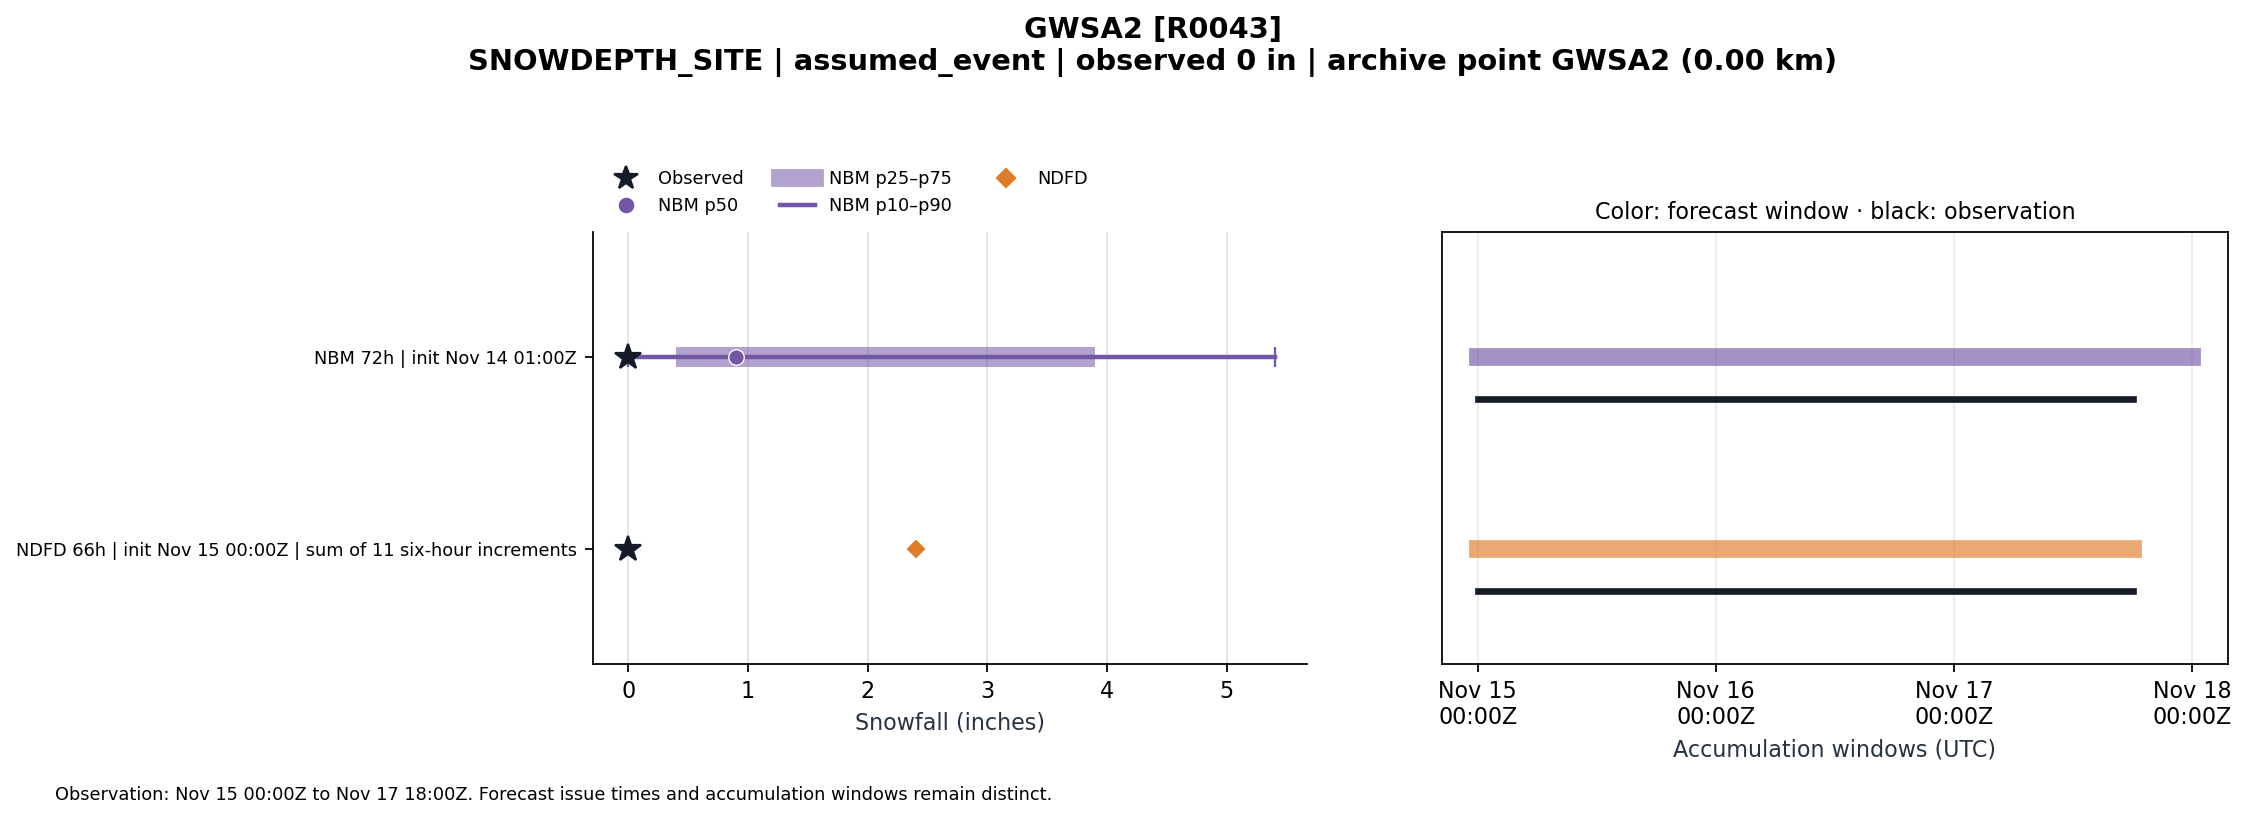 GWSA2 [R0043]
SNOWDEPTH_SITE | assumed_event | observed 0 in | archive point GWSA2 (0.00 km)
Observed
NBM p50
NBM p25–p75
NBM p10–p90
NDFD
NBM 72h | init Nov 14 01:00Z
NDFD 66h | init Nov 15 00:00Z | sum of 11 six-hour increments
0 1 2 3 4 5
Snowfall (inches)
Color: forecast window · black: observation
Nov 15 Nov 16 Nov 17 Nov 18
00:00Z 00:00Z 00:00Z 00:00Z
Accumulation windows (UTC)
Observation: Nov 15 00:00Z to Nov 17 18:00Z. Forecast issue times and accumulation windows remain distinct.